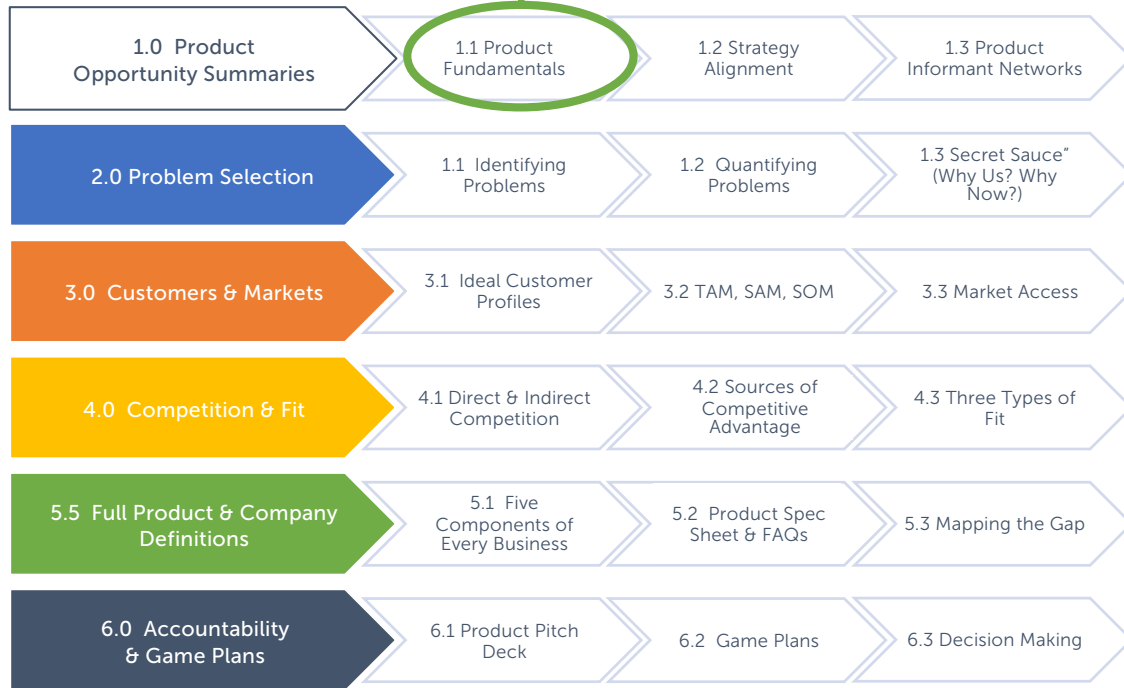 1.0 Product
Opportunity Summaries
1.1 Product
Fundamentals
1.2 Strategy
Alignment
1.3 Product
Informant Networks
2.0 Problem Selection
1.1 Identifying
Problems
1.2 Quantifying
Problems
1.3 Secret Sauce”
(Why Us? Why
Now?)
3.0 Customers & Markets
3.1 Ideal Customer
Profiles
3.2 TAM, SAM, SOM
3.3 Market Access
4.0 Competition & Fit
4.1 Direct & Indirect
Competition
4.2 Sources of
Competitive
Advantage
4.3 Three Types of
Fit
5.5 Full Product & Company
Definitions
5.1 Five
Components of
Every Business
5.2 Product Spec
Sheet & FAQs
5.3 Mapping the Gap
6.0 Accountability
& Game Plans
6.1 Product Pitch
Deck
6.2 Game Plans
6.3 Decision Making